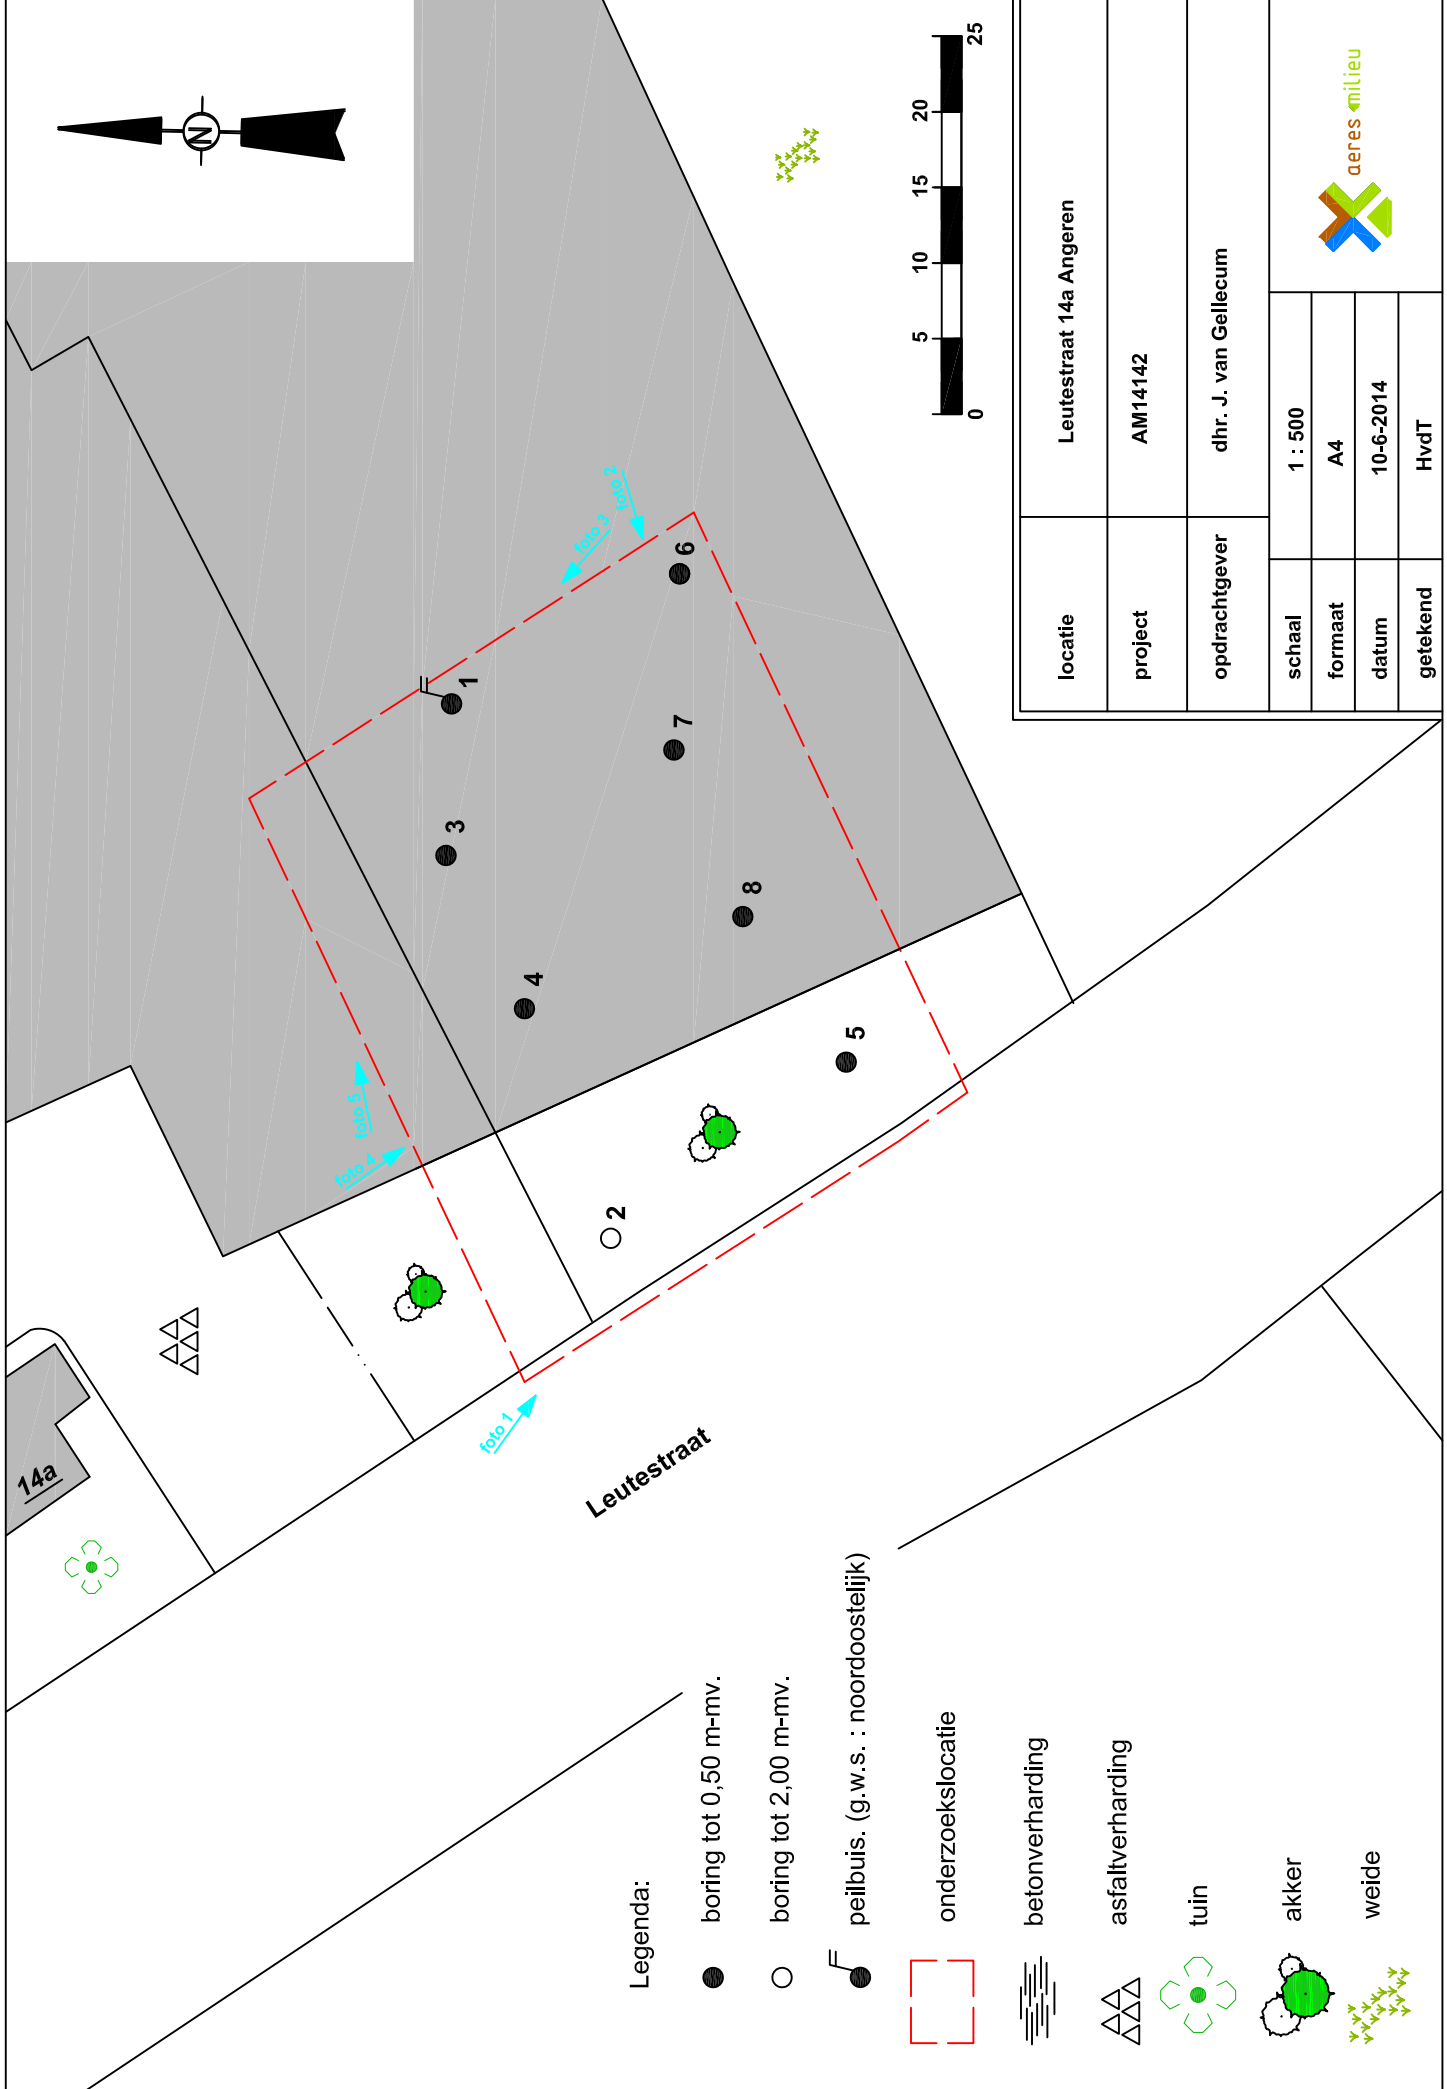 N
14a
foto 1
foto 4
foto 5
foto 3
foto 2
1
2
3
4
5
6
7
8
Leutestraat
0 5 10 15 20 25
Legenda:
boring tot 0,50 m-mv.
boring tot 2,00 m-mv.
peilbuis. (g.w.s. : noordoostelijk)
onderzoekslocatie
betonverharding
asfaltverharding
tuin
akker
weide
locatie Leutestraat 14a Angeren
project AM14142
opdrachtgever dhr. J. van Gellecum
schaal 1 : 500
formaat A4
datum 10-6-2014
getekend HvdT
aeres milieu